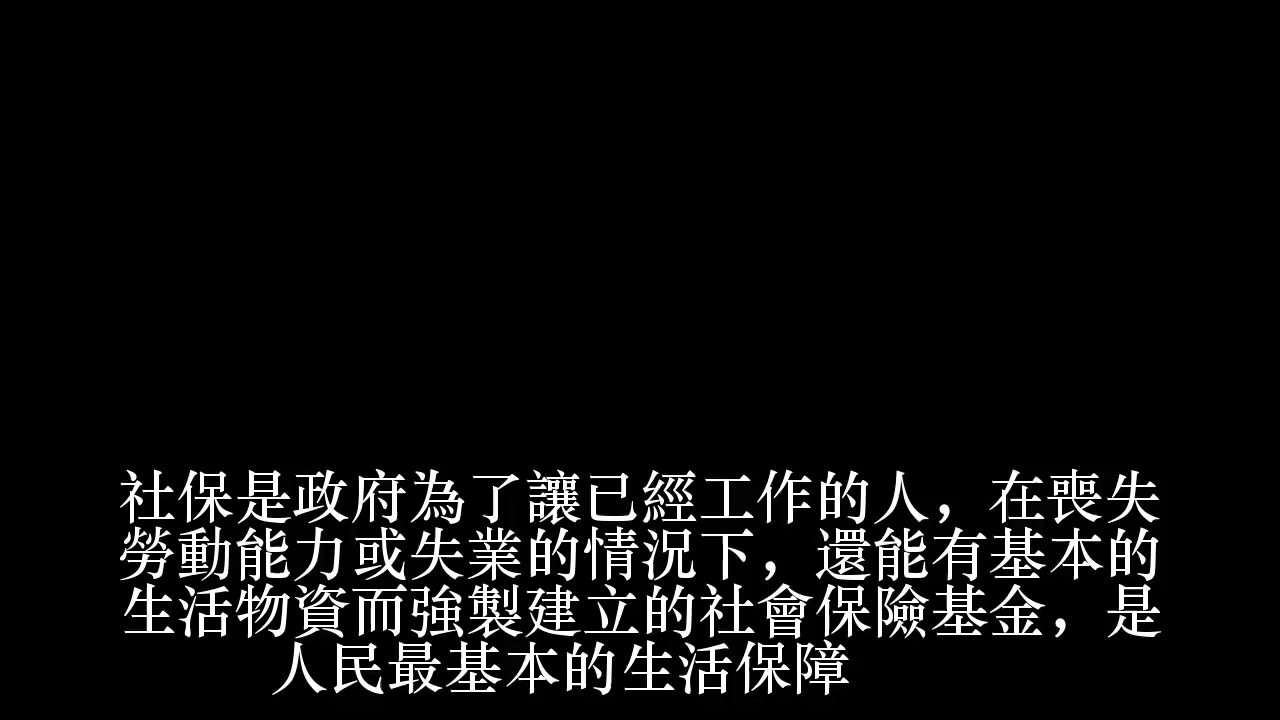 社保是政府為了讓已經工作的人，在喪失
勞動能力或失業的情況下，還能有基本的
生活物資而強製建立的社會保險基金，是
人民最基本的生活保障